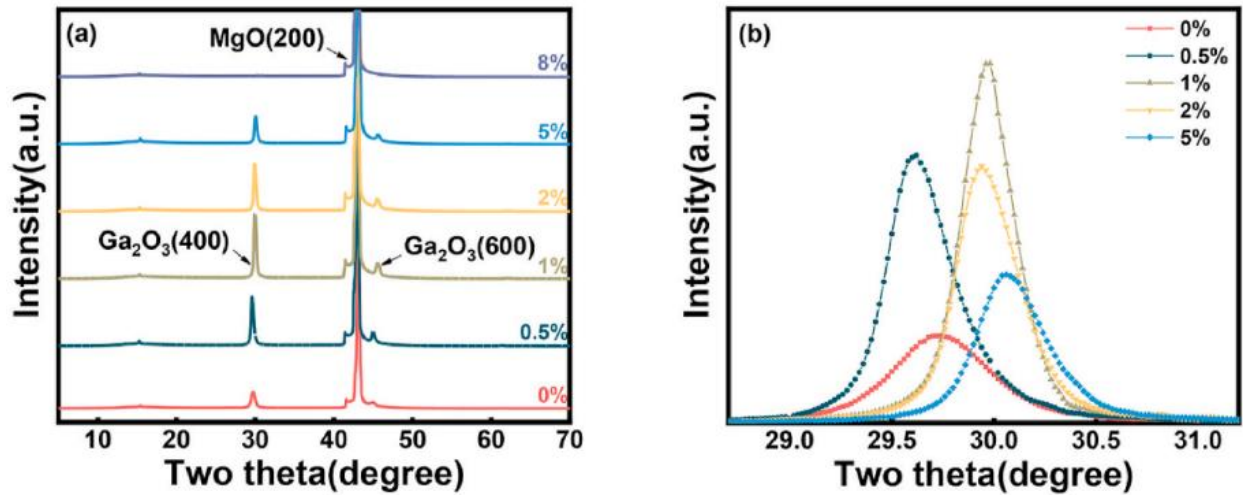 (a)
MgO(200)
8%
5%
2%
Ga₂O₃(400)
Ga₂O₃(600)
1%
0.5%
0%
Intensity(a.u.)
10 20 30 40 50 60 70
Two theta(degree)
(b)
0%
0.5%
1%
2%
5%
Intensity(a.u.)
29.0 29.5 30.0 30.5 31.0
Two theta(degree)